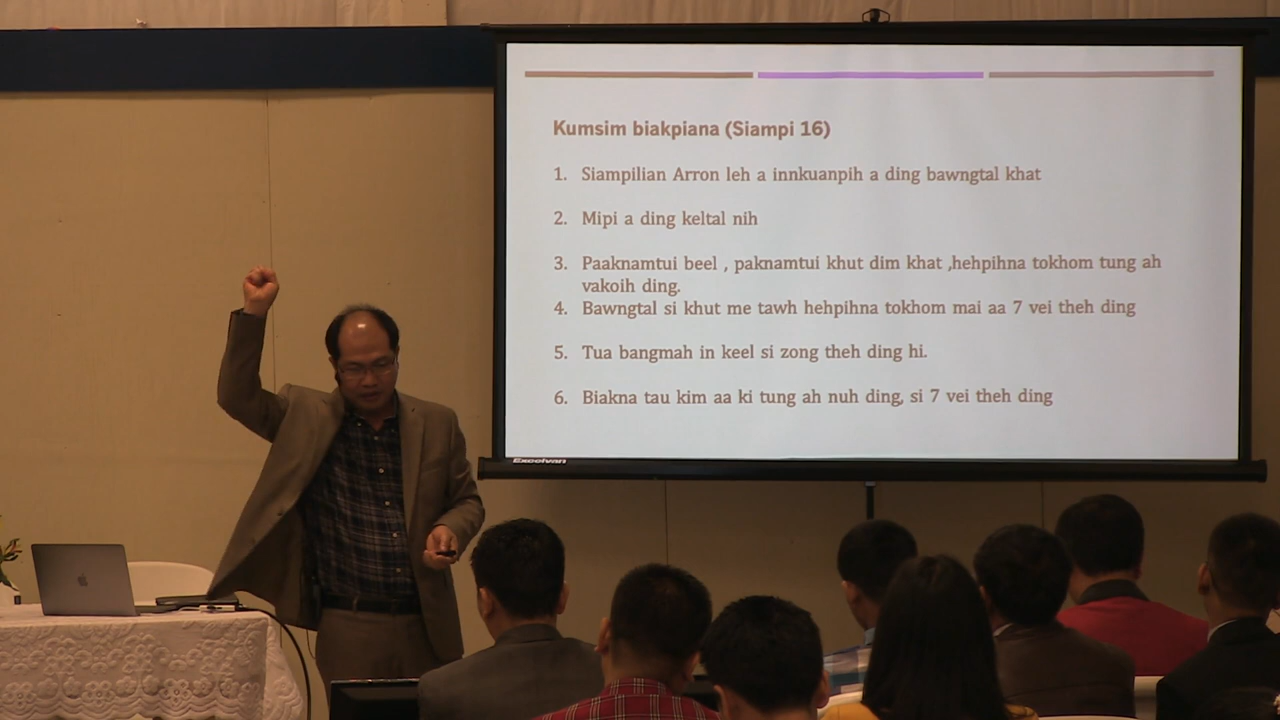 Kumsim biakpiana (Siampi 16)
1. Siampilian Arron leh a innkuanpih a ding bawngtal khat
2. Mipi a ding keltal nih
3. Paaknamtui beel , paknamtui khut dim khat ,hehpihna tokhom tung ah
vakoih ding.
4. Bawngtal si khut me tawh hehpihna tokhom mai aa 7 vei theh ding
5. Tua bangmah in keel si zong theh ding hi.
6. Biakna tau kim aa ki tung ah nuh ding, si 7 vei theh ding
Excelvan